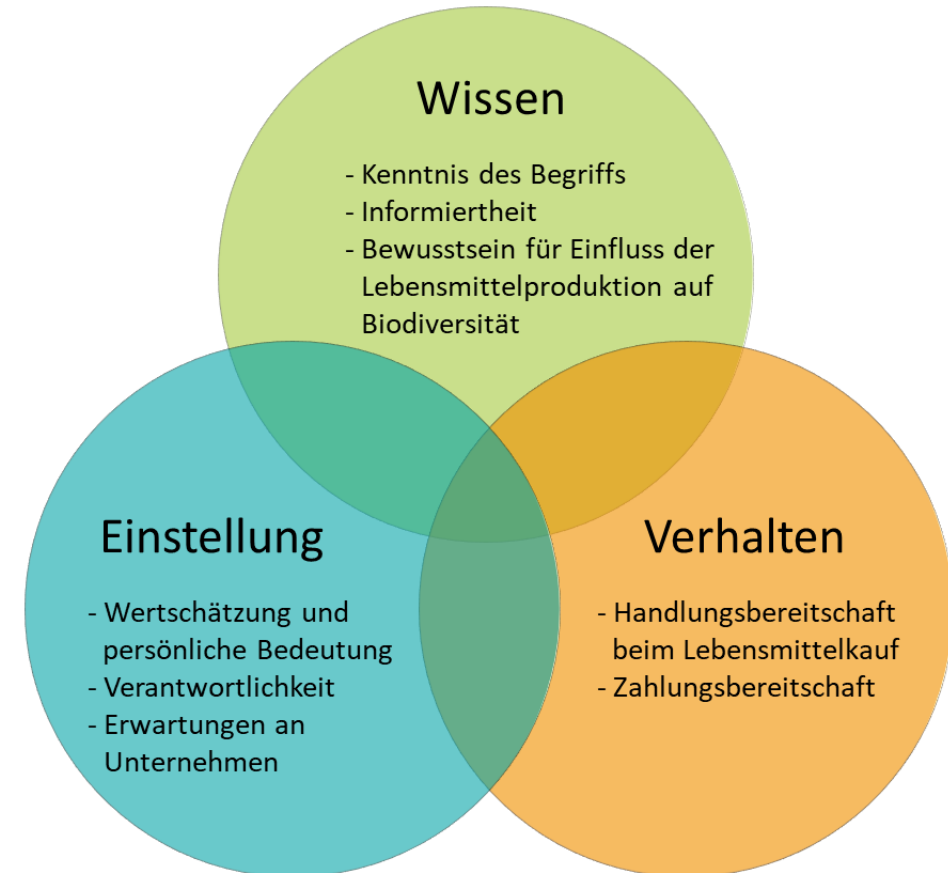 Wissen
- Kenntnis des Begriffs
- Informiertheit
- Bewusstsein für Einfluss der
Lebensmittelproduktion auf
Biodiversität
Einstellung
- Wertschätzung und
persönliche Bedeutung
- Verantwortlichkeit
- Erwartungen an
Unternehmen
Verhalten
- Handlungsbereitschaft
beim Lebensmittelkauf
- Zahlungsbereitschaft